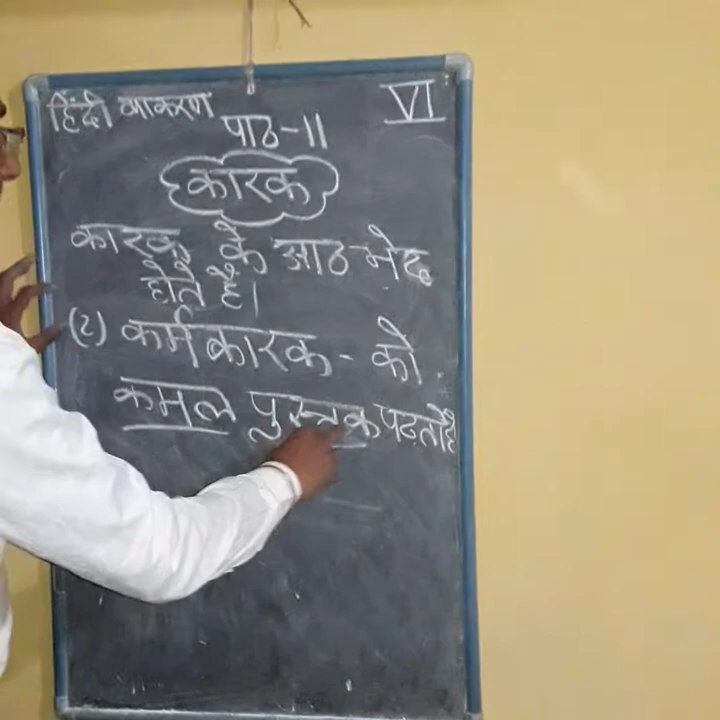 हिंदी व्याकरण
VI
पाठ-11
कारक
कारक के आठ भेद
होते हैं।
(2) कर्म कारक - को
कमल पुस्तक पढता है